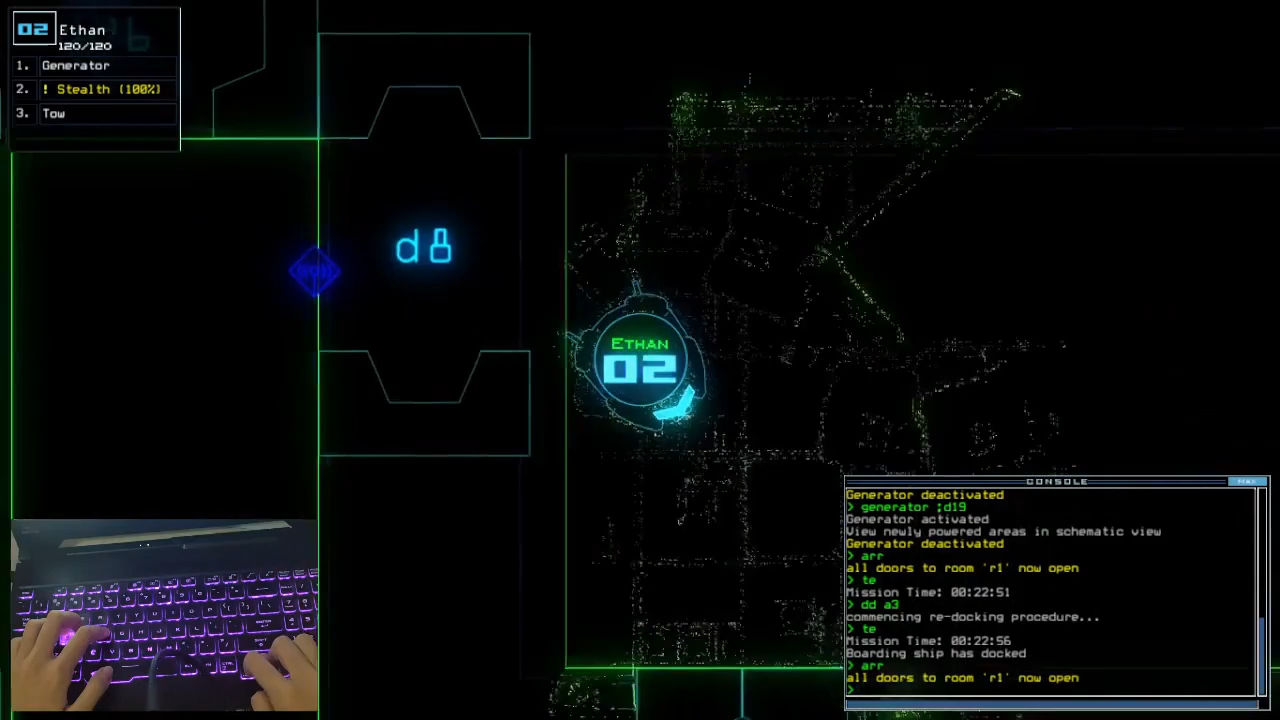 02 Ethan
120/120
1. Generator
2. ! Stealth (100%)
3. Tow
d8
ETHAN
02
CONSOLE
Generator deactivated
> generator ;d19
Generator activated
View newly powered areas in schematic view
Generator deactivated
> arr
all doors to room 'r1' now open
> te
Mission Time: 00:22:51
> dd a3
commencing re-docking procedure...
> te
Mission Time: 00:22:56
Boarding ship has docked
> arr
all doors to room 'r1' now open
>